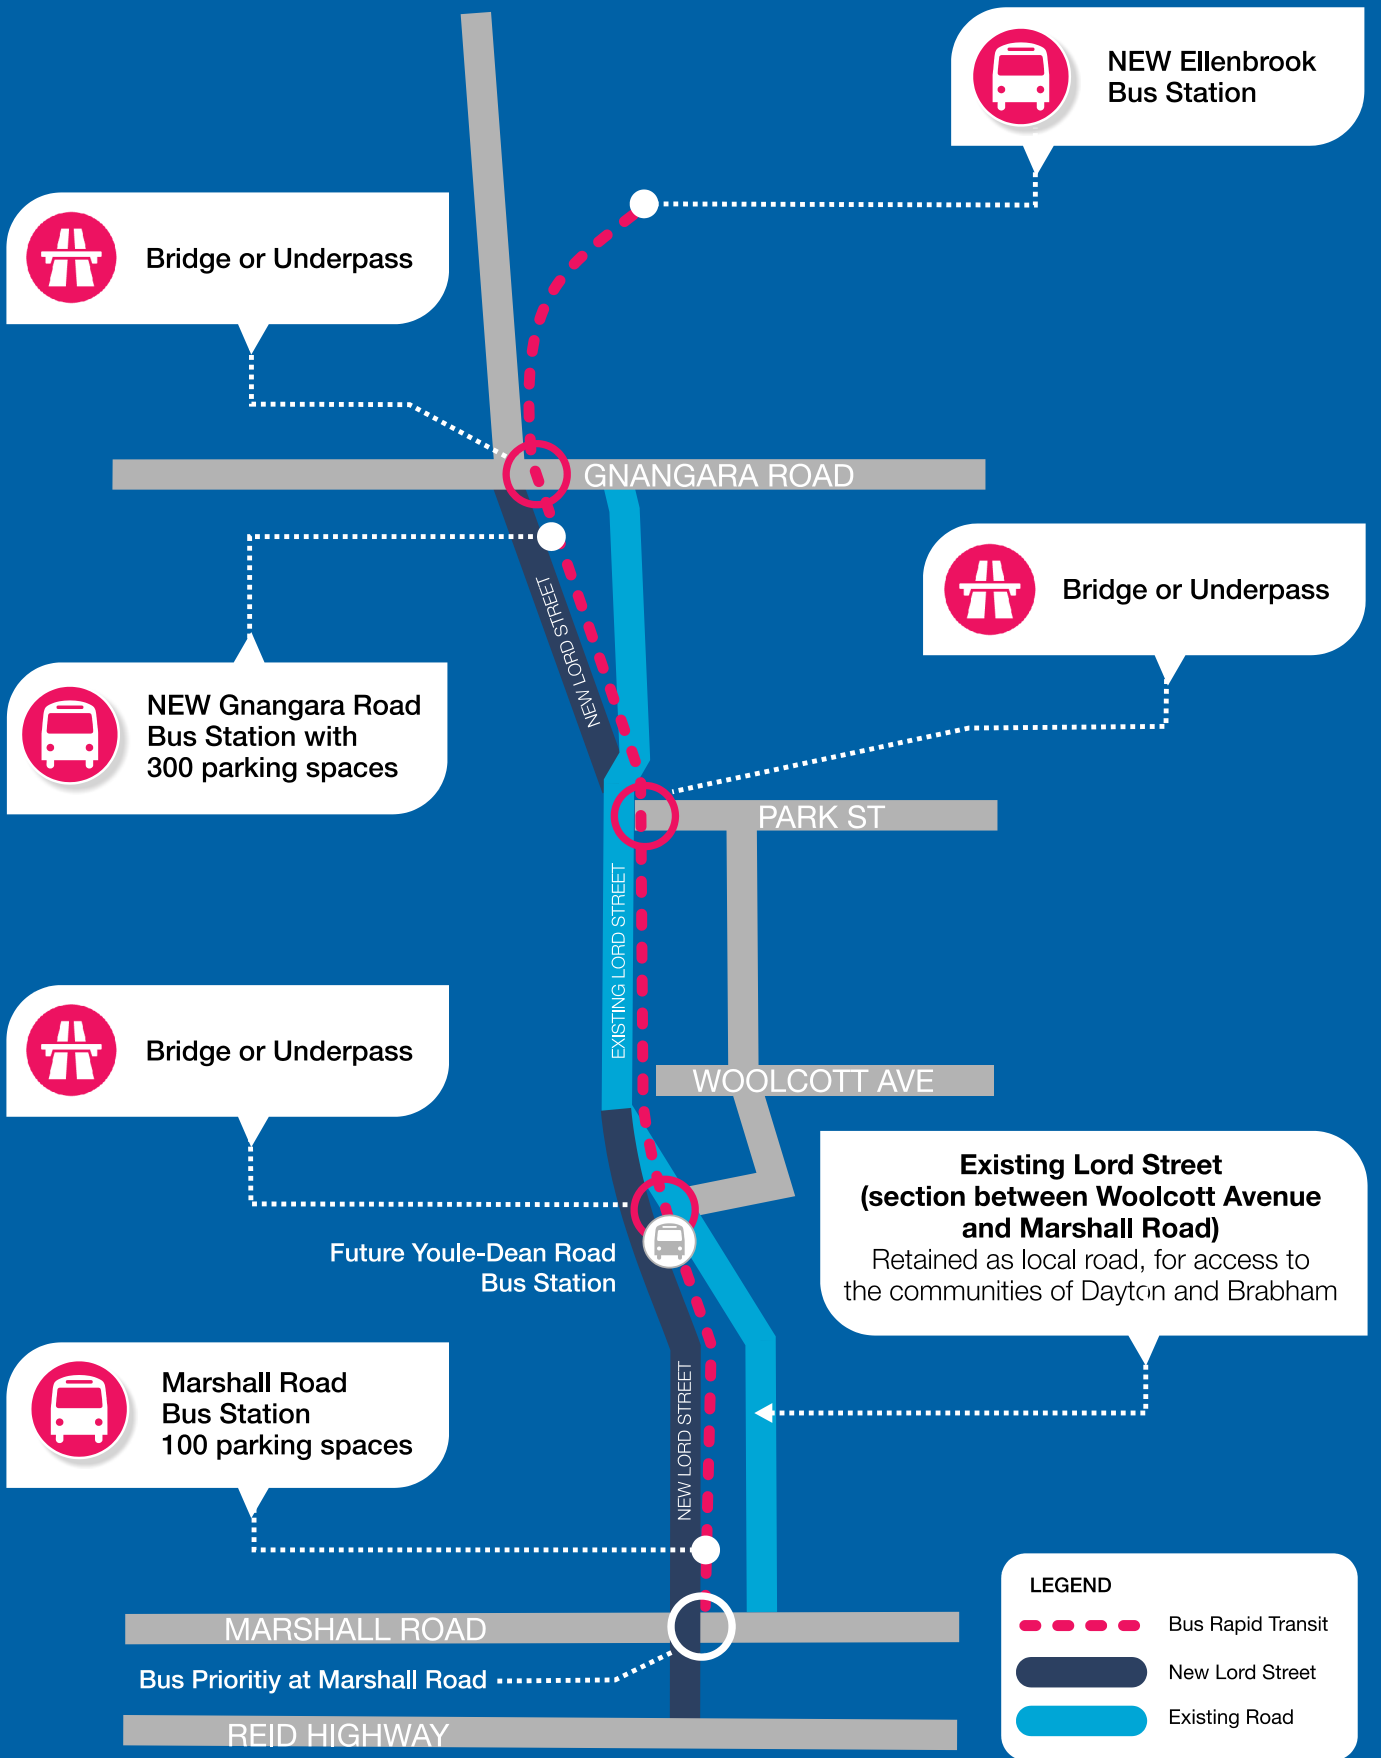 NEW Ellenbrook
Bus Station
Bridge or Underpass
GNANGARA ROAD
NEW LORD STREET
Bridge or Underpass
NEW Gnangara Road
Bus Station with
300 parking spaces
PARK ST
EXISTING LORD STREET
Bridge or Underpass
WOOLCOTT AVE
Existing Lord Street
(section between Woolcott Avenue
and Marshall Road)
Retained as local road, for access to
the communities of Dayton and Brabham
Future Youle-Dean Road
Bus Station
Marshall Road
Bus Station
100 parking spaces
NEW LORD STREET
MARSHALL ROAD
Bus Prioritiy at Marshall Road
REID HIGHWAY
LEGEND
Bus Rapid Transit
New Lord Street
Existing Road